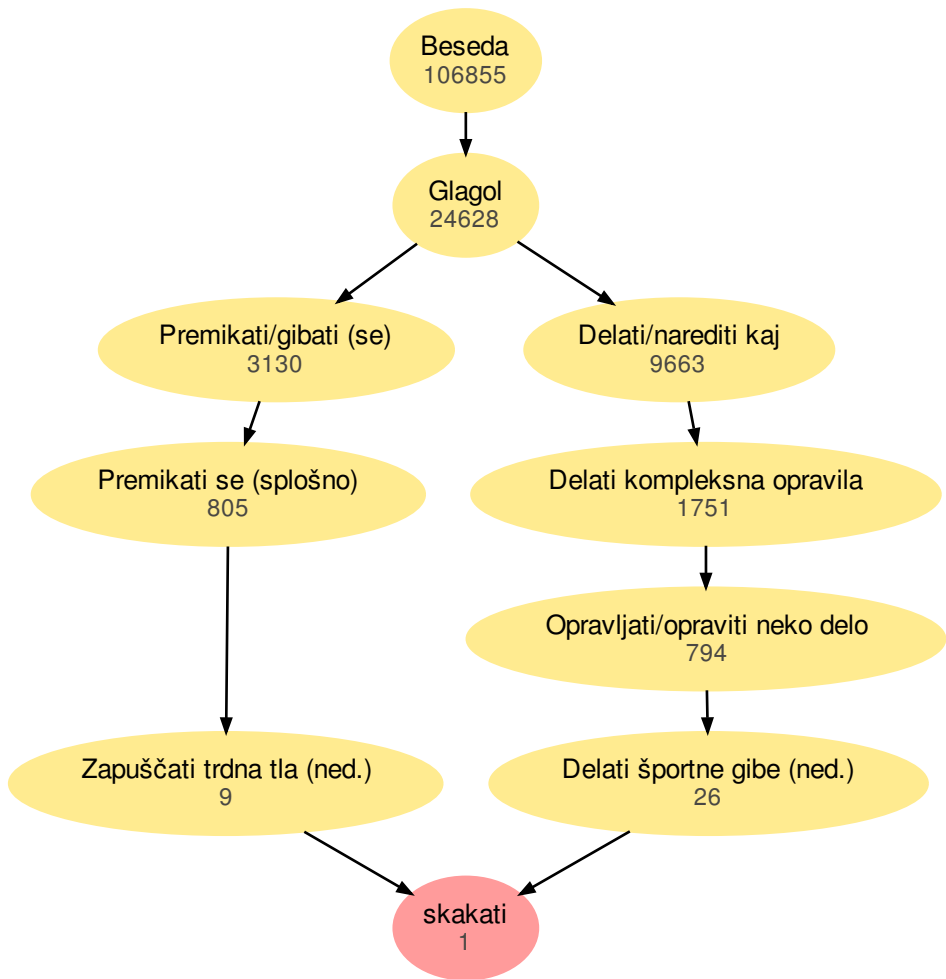 Beseda
106855
Glagol
24628
Premikati/gibati (se)
3130
Delati/narediti kaj
9663
Premikati se (splošno)
805
Delati kompleksna opravila
1751
Opravljati/opraviti neko delo
794
Zapuščati trdna tla (ned.)
9
Delati športne gibe (ned.)
26
skakati
1